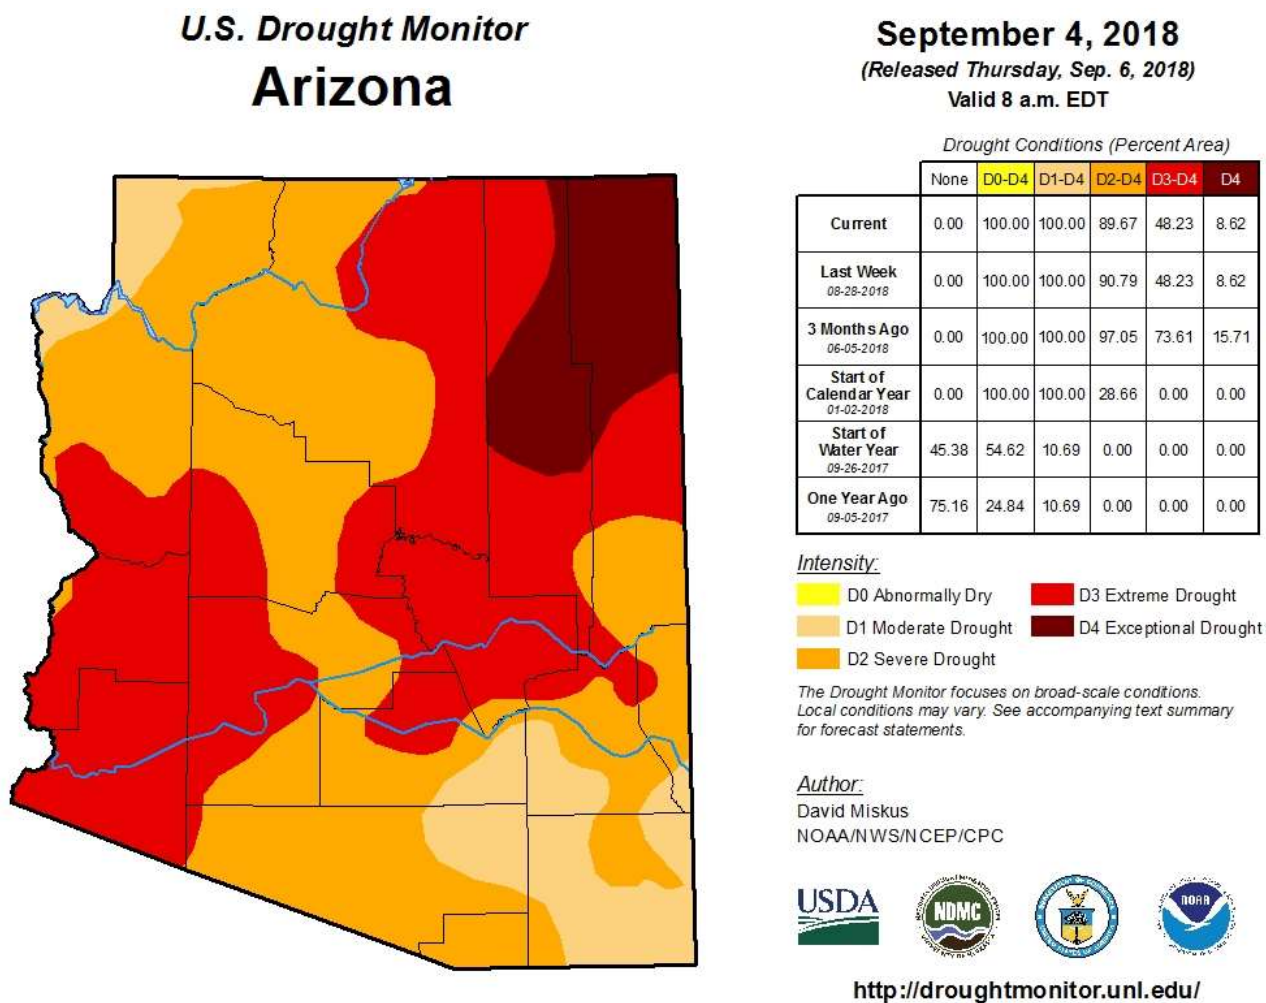 U.S. Drought Monitor
Arizona
September 4, 2018
(Released Thursday, Sep. 6, 2018)
Valid 8 a.m. EDT
Drought Conditions (Percent Area)
None D0-D4 D1-D4 D2-D4 D3-D4 D4
Current 0.00 100.00 100.00 89.67 48.23 8.62
Last Week
08-28-2018
0.00 100.00 100.00 90.79 48.23 8.62
3 Months Ago
06-05-2018
0.00 100.00 100.00 97.05 73.61 15.71
Start of
Calendar Year
01-02-2018
0.00 100.00 100.00 28.66 0.00 0.00
Start of
Water Year
09-26-2017
45.38 54.62 10.69 0.00 0.00 0.00
One Year Ago
09-05-2017
75.16 24.84 10.69 0.00 0.00 0.00
Intensity:
D0 Abnormally Dry
D1 Moderate Drought
D2 Severe Drought
D3 Extreme Drought
D4 Exceptional Drought
The Drought Monitor focuses on broad-scale conditions.
Local conditions may vary. See accompanying text summary
for forecast statements.
Author:
David Miskus
NOAA/NWS/NCEP/CPC
USDA
NDMC
NOAA
http://droughtmonitor.unl.edu/